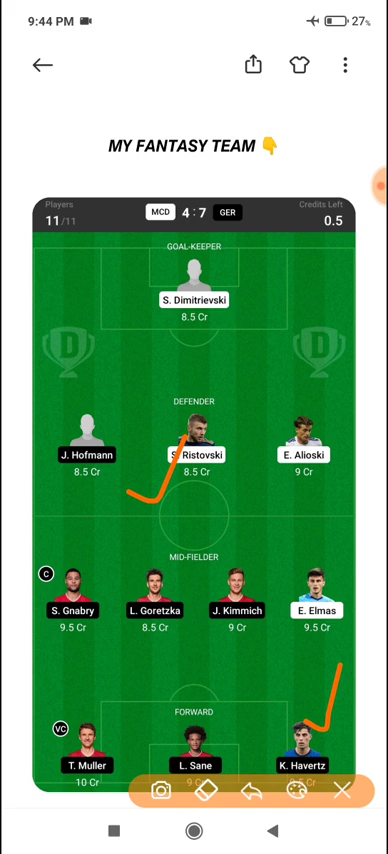 9:44 PM 27%
MY FANTASY TEAM 👇
Players MCD 4 : 7 GER Credits Left
11/11 0.5
GOAL-KEEPER
S. Dimitrievski
8.5 Cr
D D
DEFENDER
J. Hofmann S. Ristovski E. Alioski
8.5 Cr 8.5 Cr 9 Cr
MID-FIELDER
C
S. Gnabry L. Goretzka J. Kimmich E. Elmas
9.5 Cr 8.5 Cr 9 Cr 9.5 Cr
FORWARD
VC
T. Muller L. Sane K. Havertz
10 Cr